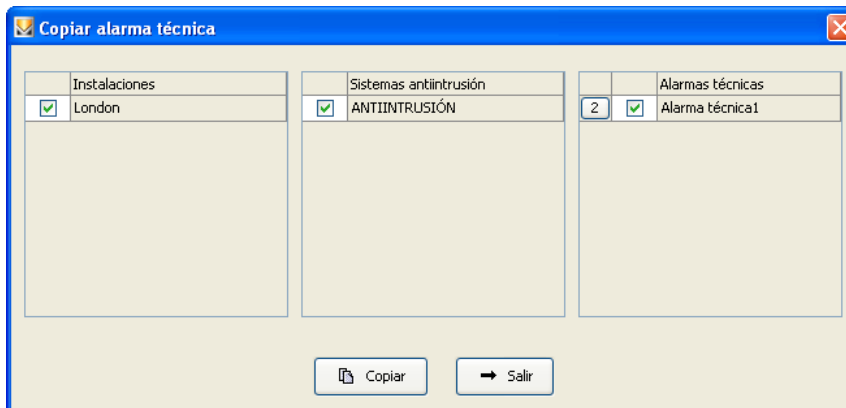 Copiar alarma técnica
Instalaciones
London
Sistemas antiintrusión
ANTIINTRUSIÓN
Alarmas técnicas
2 Alarma técnica1
Copiar
Salir